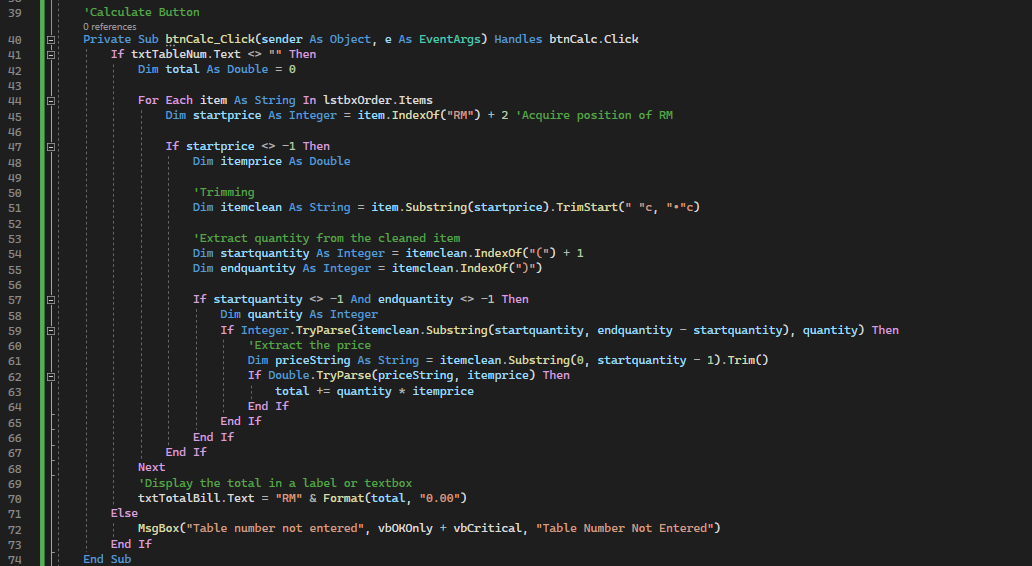 39 'Calculate Button
0 references
40 Private Sub btnCalc_Click(sender As Object, e As EventArgs) Handles btnCalc.Click
41 If txtTableNum.Text <> "" Then
42 Dim total As Double = 0
43
44 For Each item As String In lstbxOrder.Items
45 Dim startprice As Integer = item.IndexOf("RM") + 2 'Acquire position of RM
46
47 If startprice <> -1 Then
48 Dim itemprice As Double
49
50 'Trimming
51 Dim itemclean As String = item.Substring(startprice).TrimStart(" "c, "•"c)
52
53 'Extract quantity from the cleaned item
54 Dim startquantity As Integer = itemclean.IndexOf("(") + 1
55 Dim endquantity As Integer = itemclean.IndexOf(")")
56
57 If startquantity <> -1 And endquantity <> -1 Then
58 Dim quantity As Integer
59 If Integer.TryParse(itemclean.Substring(startquantity, endquantity - startquantity), quantity) Then
60 'Extract the price
61 Dim priceString As String = itemclean.Substring(0, startquantity - 1).Trim()
62 If Double.TryParse(priceString, itemprice) Then
63 total += quantity * itemprice
64 End If
65 End If
66 End If
67 End If
68 Next
69 'Display the total in a label or textbox
70 txtTotalBill.Text = "RM" & Format(total, "0.00")
71 Else
72 MsgBox("Table number not entered", vbOKOnly + vbCritical, "Table Number Not Entered")
73 End If
74 End Sub